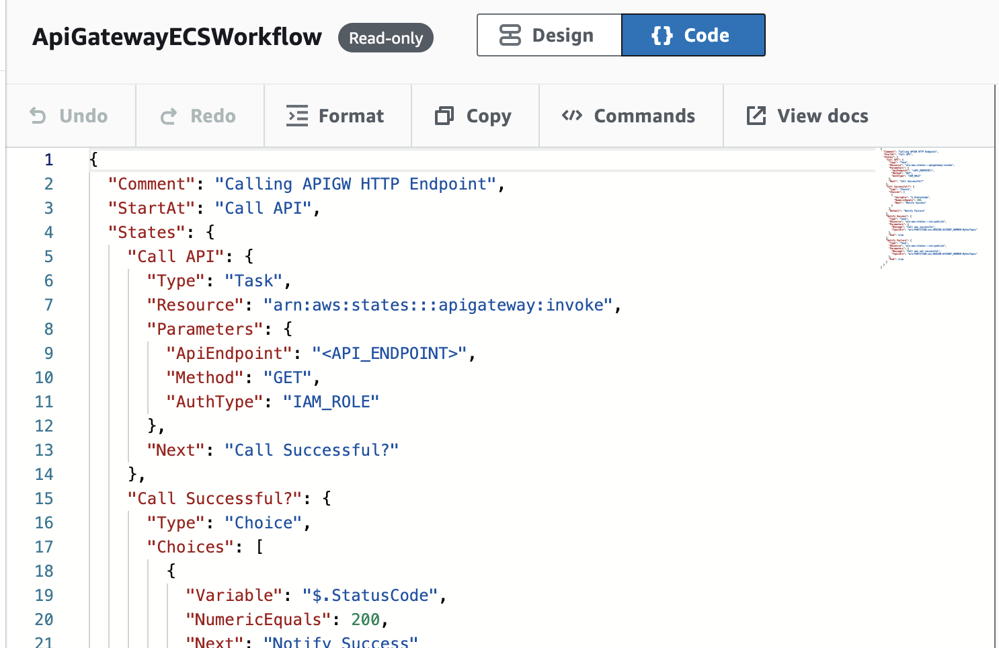 ApiGatewayECSWorkflow Read-only Design {} Code
Undo Redo Format Copy </> Commands View docs
1 {
2 "Comment": "Calling APIGW HTTP Endpoint",
3 "StartAt": "Call API",
4 "States": {
5 "Call API": {
6 "Type": "Task",
7 "Resource": "arn:aws:states:::apigateway:invoke",
8 "Parameters": {
9 "ApiEndpoint": "<API_ENDPOINT>",
10 "Method": "GET",
11 "AuthType": "IAM_ROLE"
12 },
13 "Next": "Call Successful?"
14 },
15 "Call Successful?": {
16 "Type": "Choice",
17 "Choices": [
18 {
19 "Variable": "$.StatusCode",
20 "NumericEquals": 200,
21 "Next": "Notify Success"